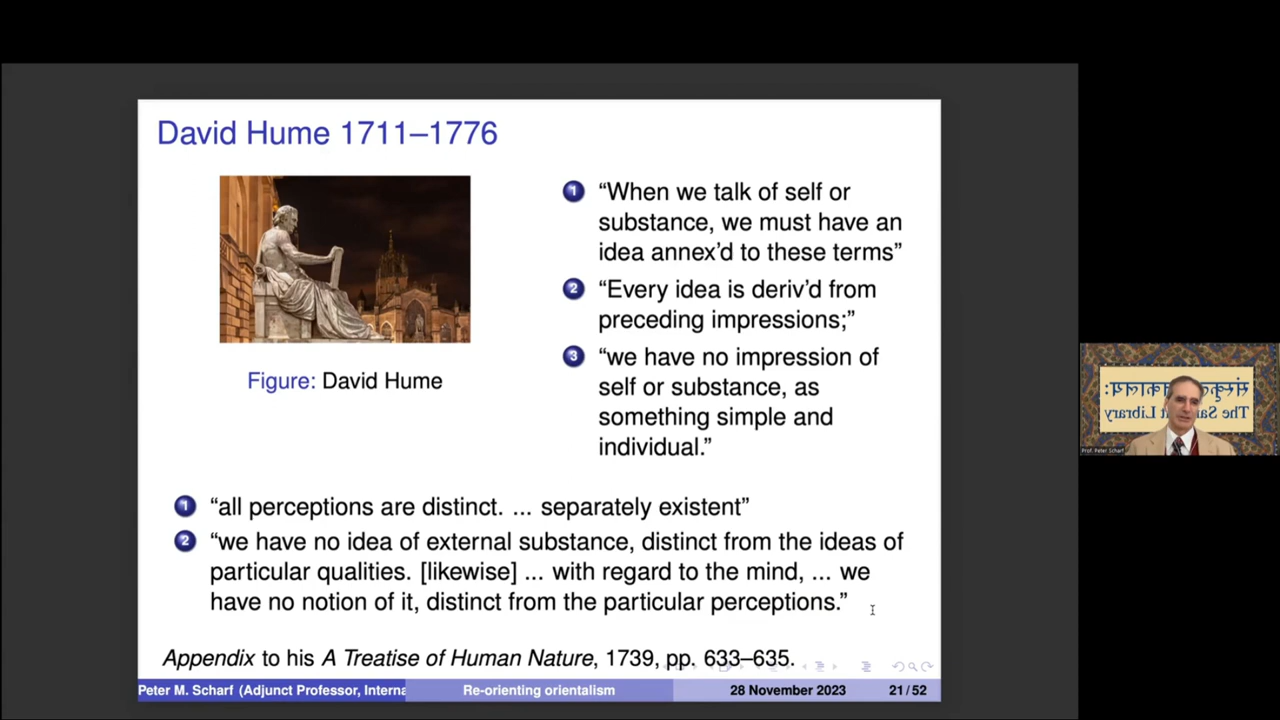 David Hume 1711–1776
Figure: David Hume
1 “When we talk of self or
substance, we must have an
idea annex’d to these terms”
2 “Every idea is deriv’d from
preceding impressions;”
3 “we have no impression of
self or substance, as
something simple and
individual.”
1 “all perceptions are distinct. ... separately existent”
2 “we have no idea of external substance, distinct from the ideas of
particular qualities. [likewise] ... with regard to the mind, ... we
have no notion of it, distinct from the particular perceptions.”
Appendix to his A Treatise of Human Nature, 1739, pp. 633–635.
Peter M. Scharf (Adjunct Professor, Interna
Re-orienting orientalism
28 November 2023
21 / 52
The Sa t Library
Prof. Peter Scharf